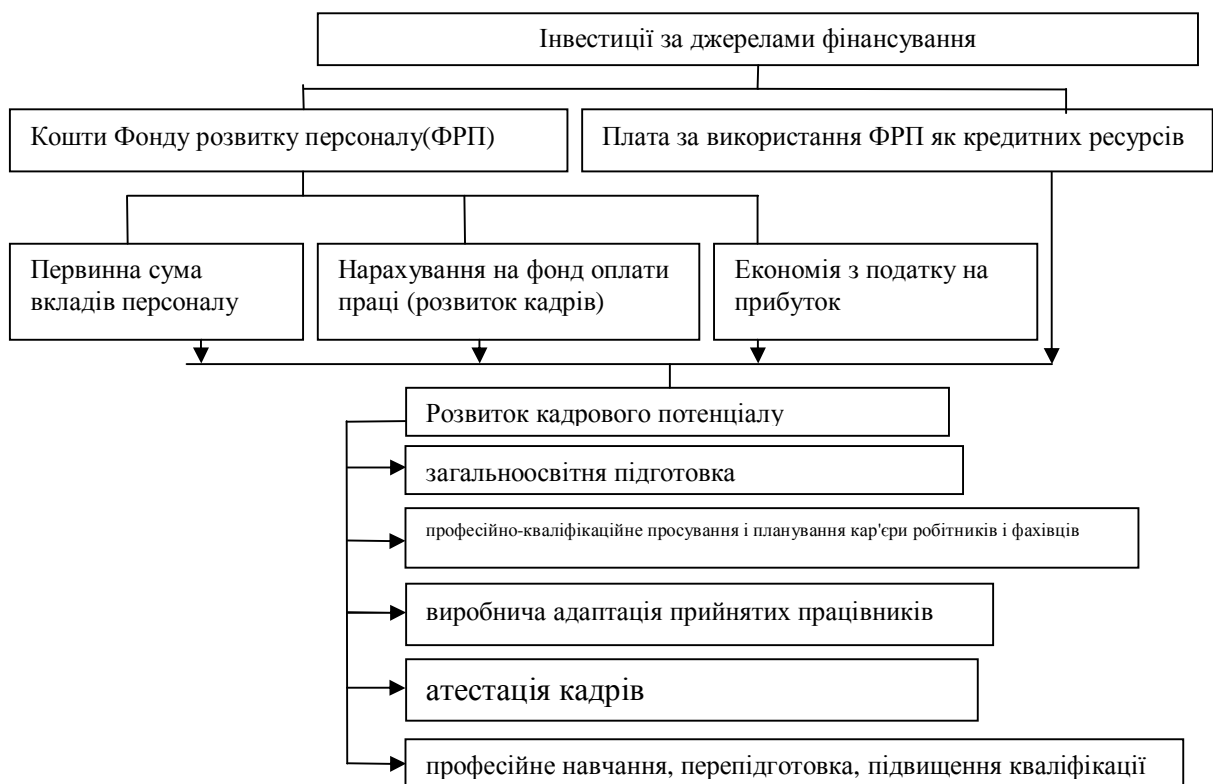 Інвестиції за джерелами фінансування
Кошти Фонду розвитку персоналу(ФРП)
Плата за використання ФРП як кредитних ресурсів
Первинна сума
вкладів персоналу
Нарахування на фонд оплати
праці (розвиток кадрів)
Економія з податку на
прибуток
Розвиток кадрового потенціалу
загальноосвітня підготовка
професійно-кваліфікаційне просування і планування кар'єри робітників і фахівців
виробнича адаптація прийнятих працівників
атестація кадрів
професійне навчання, перепідготовка, підвищення кваліфікації